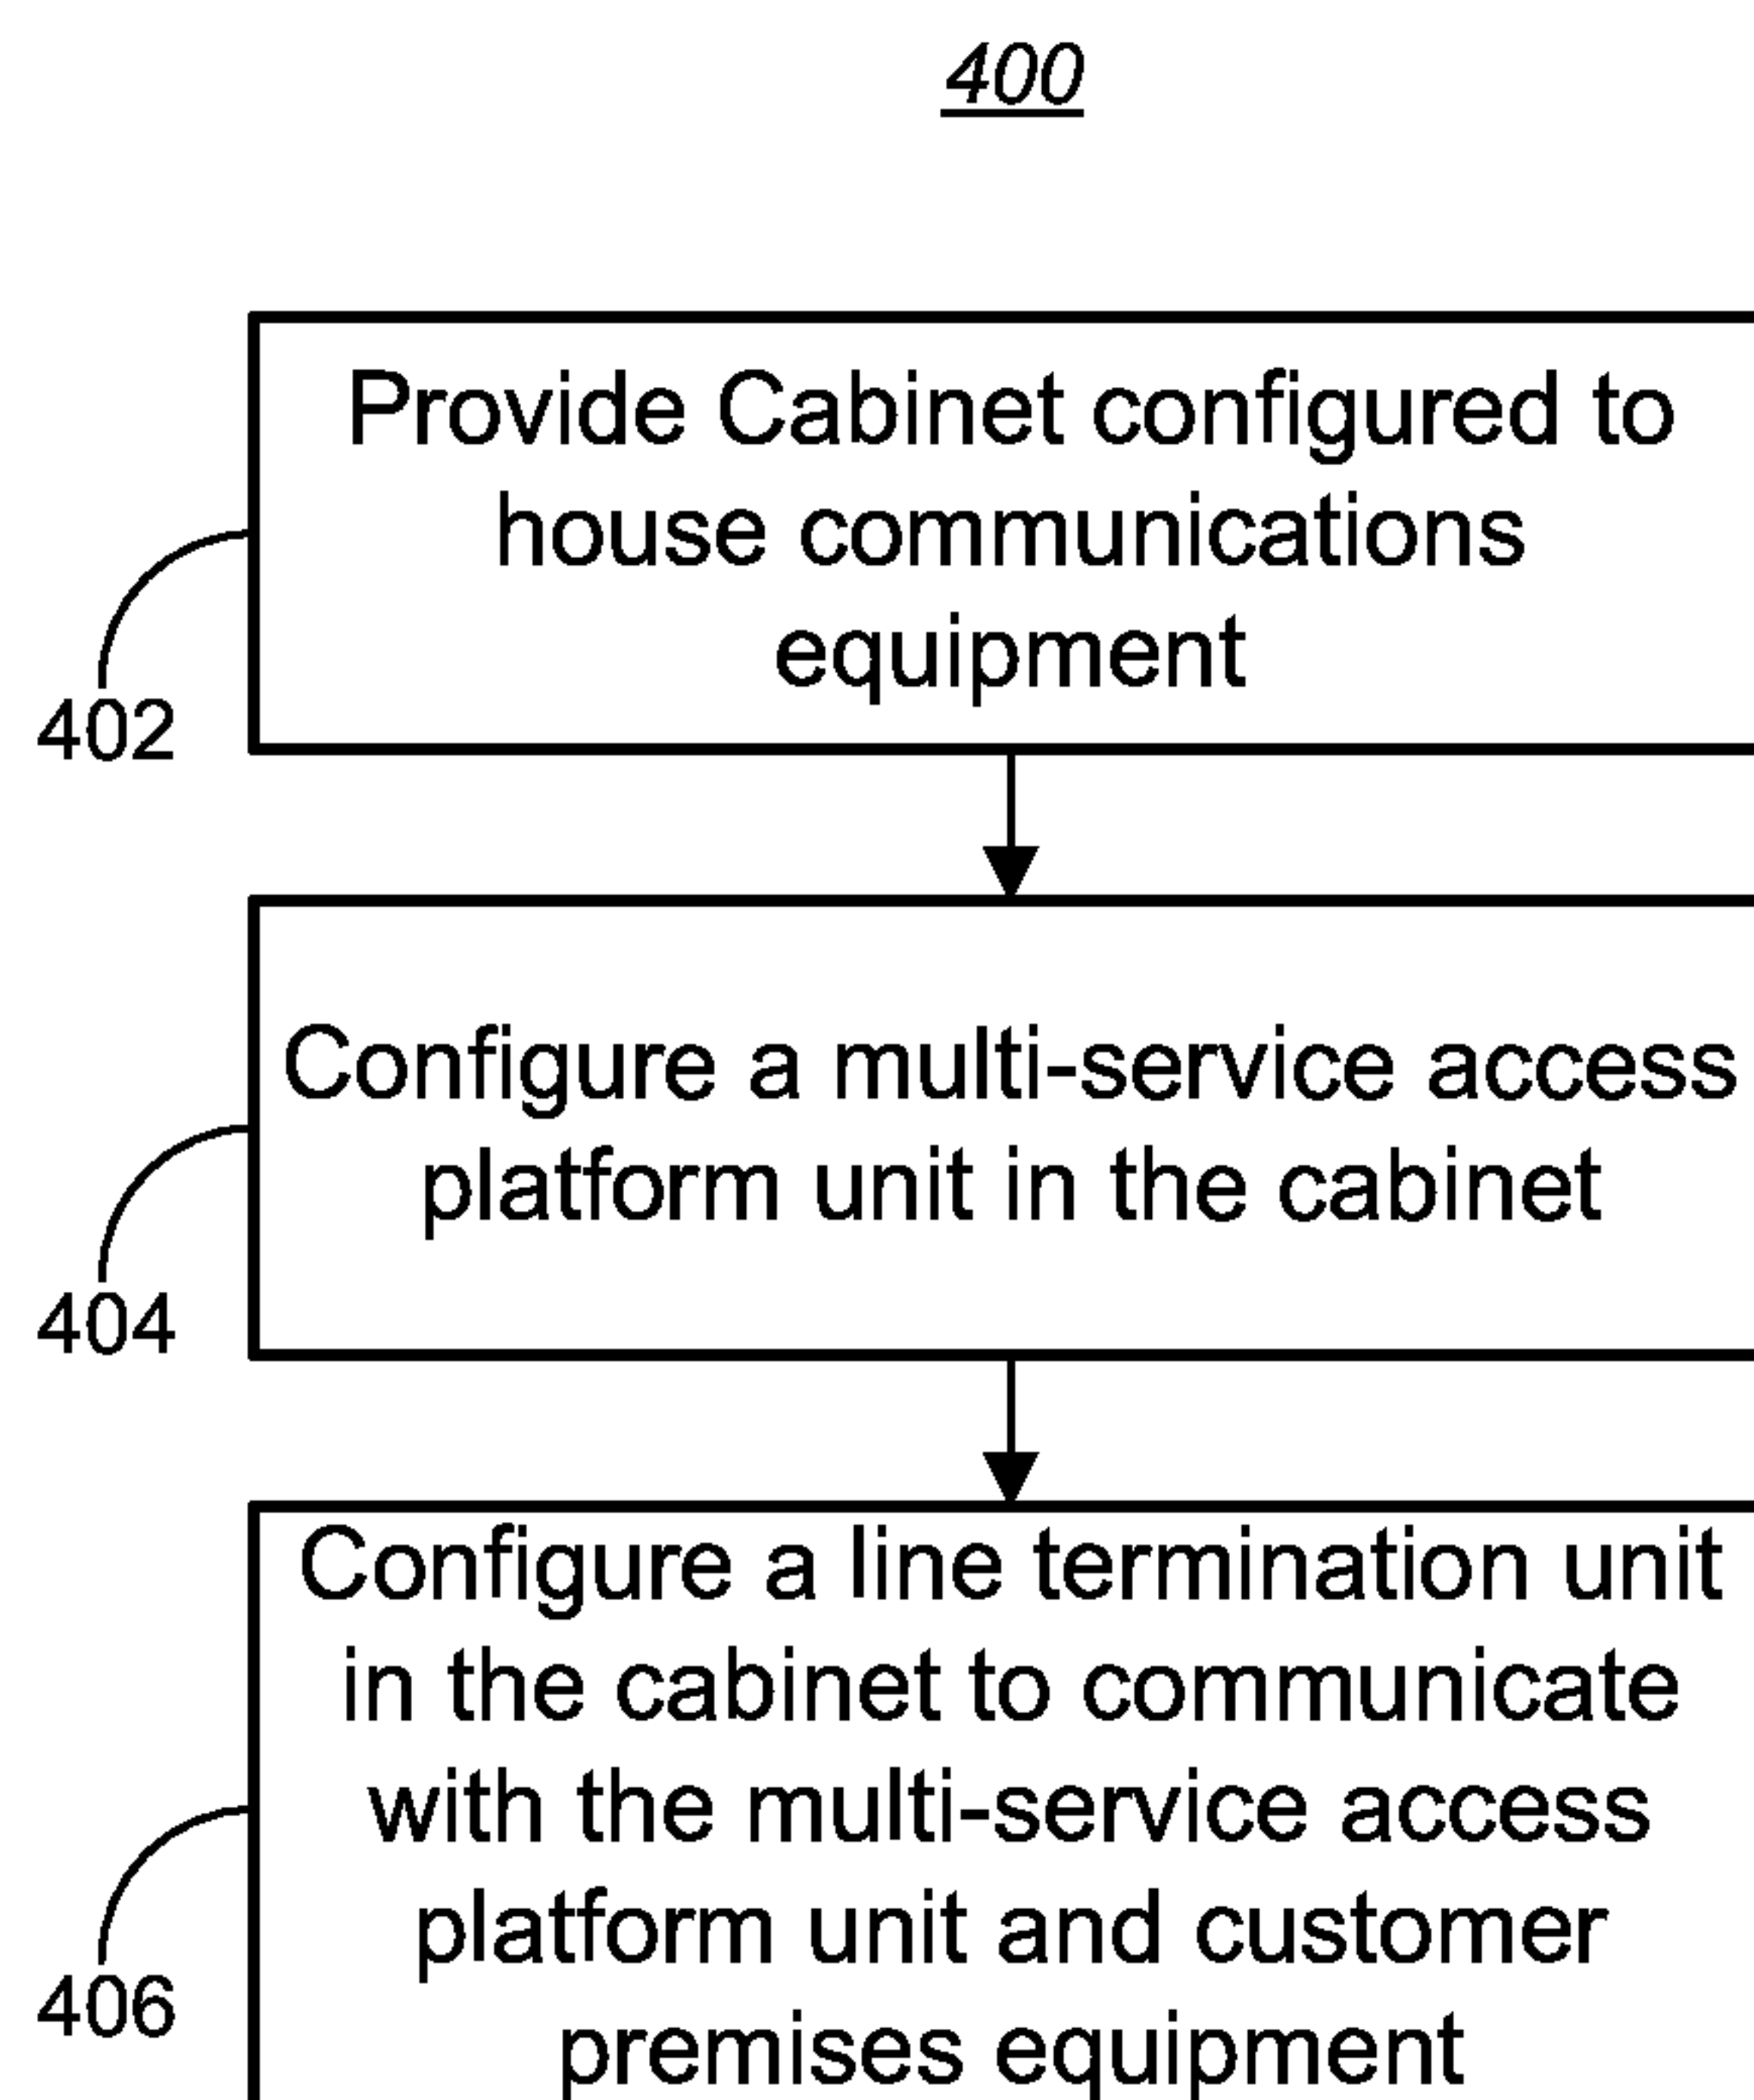 400
Provide Cabinet configured to
house communications
equipment
402
Configure a multi-service access
platform unit in the cabinet
404
Configure a line termination unit
in the cabinet to communicate
with the multi-service access
platform unit and customer
premises equipment
406